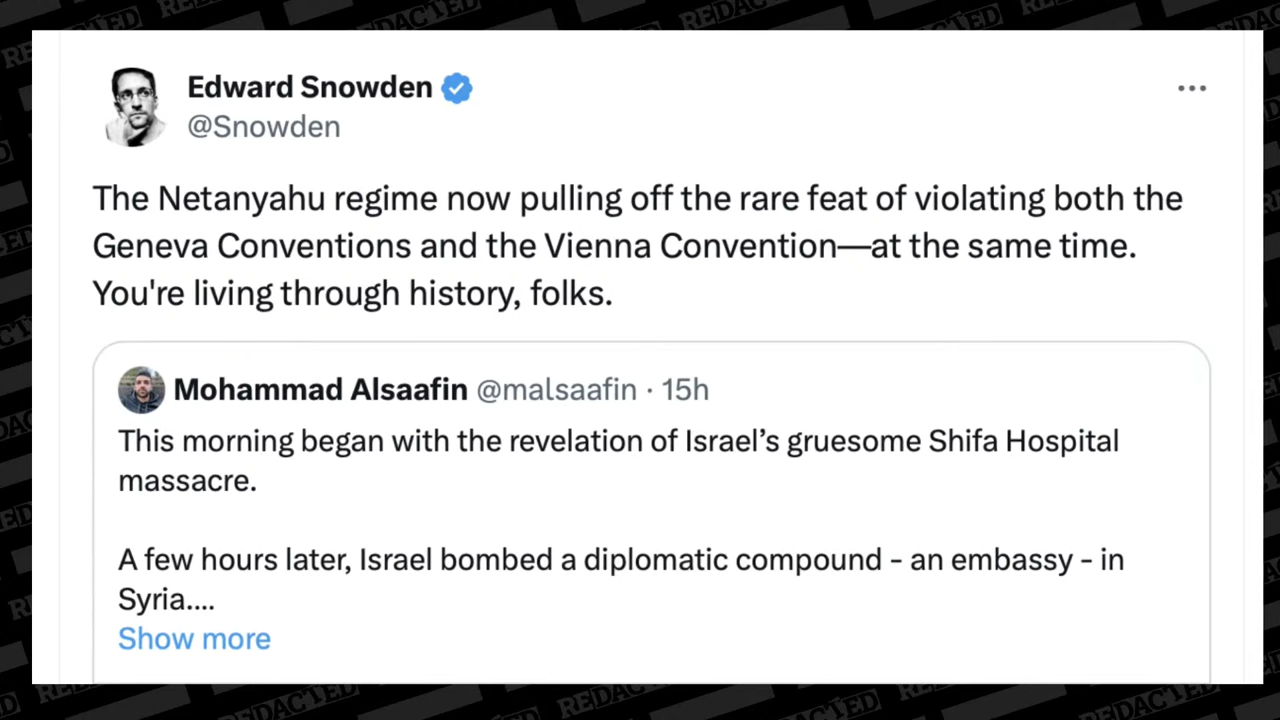 Edward Snowden
@Snowden
The Netanyahu regime now pulling off the rare feat of violating both the
Geneva Conventions and the Vienna Convention—at the same time.
You're living through history, folks.
Mohammad Alsaafin @malsaafin · 15h
This morning began with the revelation of Israel’s gruesome Shifa Hospital
massacre.
A few hours later, Israel bombed a diplomatic compound - an embassy - in
Syria....
Show more
REDACTED